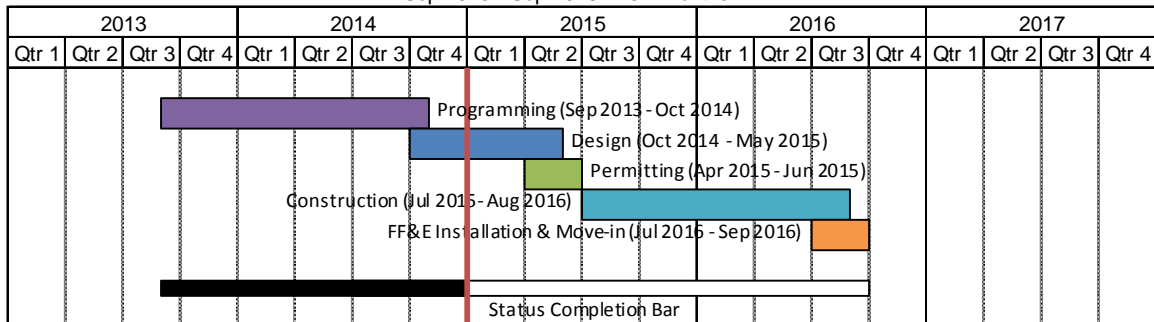 2013 2014 2015 2016 2017
Qtr 1 Qtr 2 Qtr 3 Qtr 4 Qtr 1 Qtr 2 Qtr 3 Qtr 4 Qtr 1 Qtr 2 Qtr 3 Qtr 4 Qtr 1 Qtr 2 Qtr 3 Qtr 4 Qtr 1 Qtr 2 Qtr 3 Qtr 4
Programming (Sep 2013 - Oct 2014)
Design (Oct 2014 - May 2015)
Permitting (Apr 2015 - Jun 2015)
Construction (Jul 2015 - Aug 2016)
FF&E Installation & Move-in (Jul 2016 - Sep 2016)
Status Completion Bar